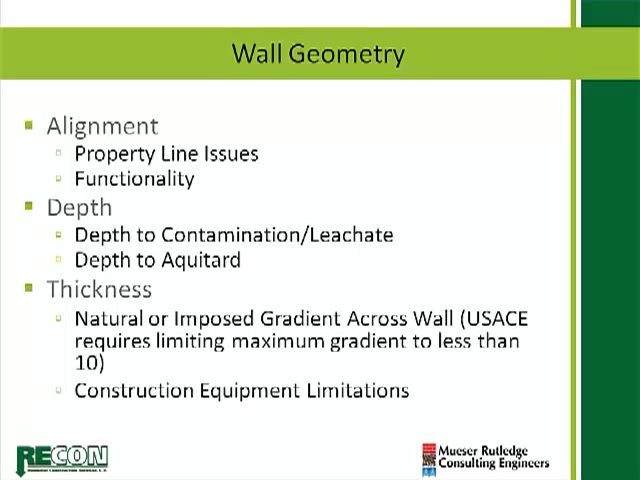 Wall Geometry
Alignment
Property Line Issues
Functionality
Depth
Depth to Contamination/Leachate
Depth to Aquitard
Thickness
Natural or Imposed Gradient Across Wall (USACE
requires limiting maximum gradient to less than
10)
Construction Equipment Limitations
RECON
Mueser Rutledge
Consulting Engineers